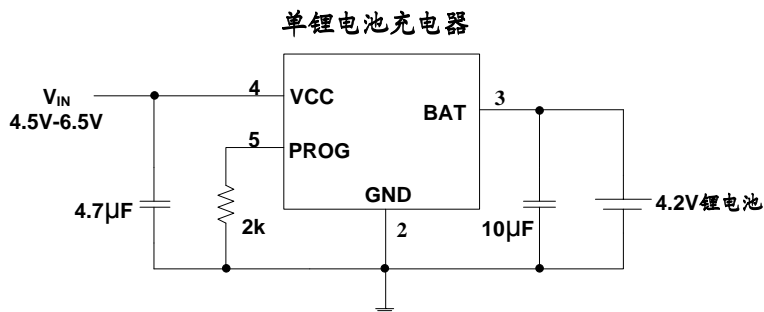 单锂电池充电器
VIN
4.5V-6.5V
4
VCC
3
BAT
5
PROG
GND
4.7µF
2k
2
10µF
4.2V锂电池